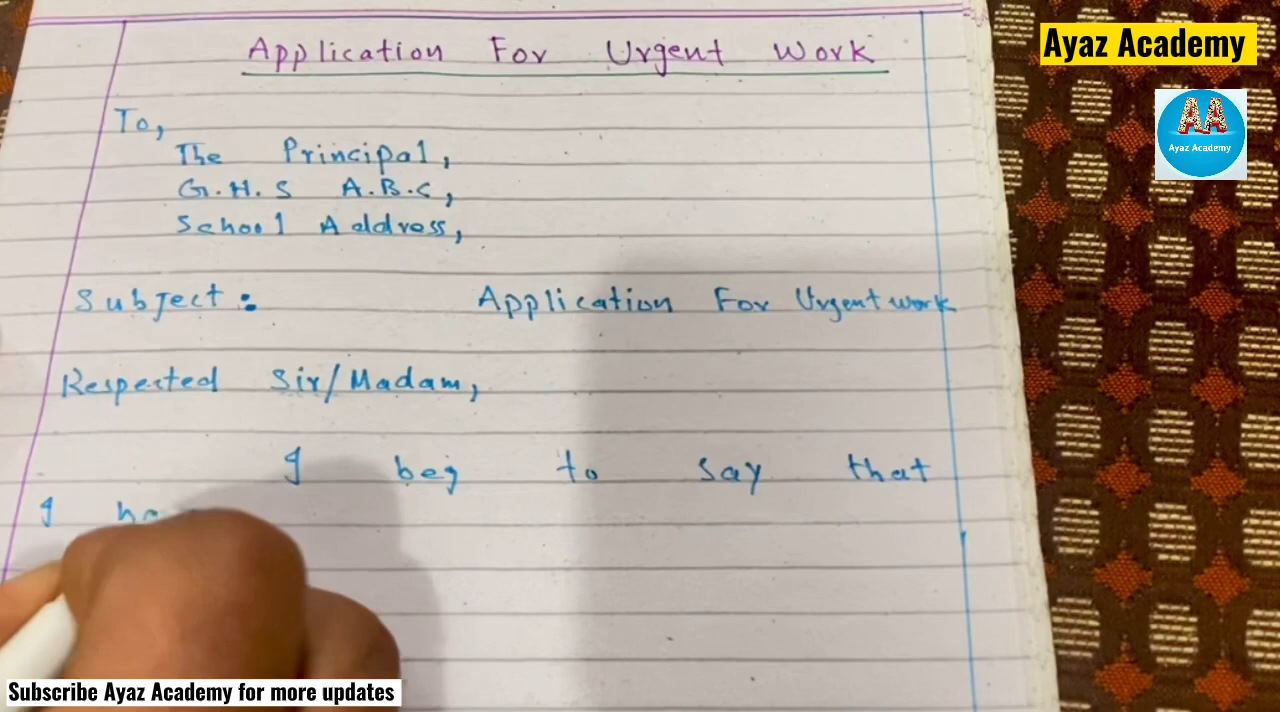 Application For Urgent Work
To,
The Principal,
G.H.S A.B.C,
School Address,
Subject: Application For Urgent work
Respected Sir/Madam,
I beg to say that
I
Ayaz Academy
AA
Ayaz Academy
Subscribe Ayaz Academy for more updates